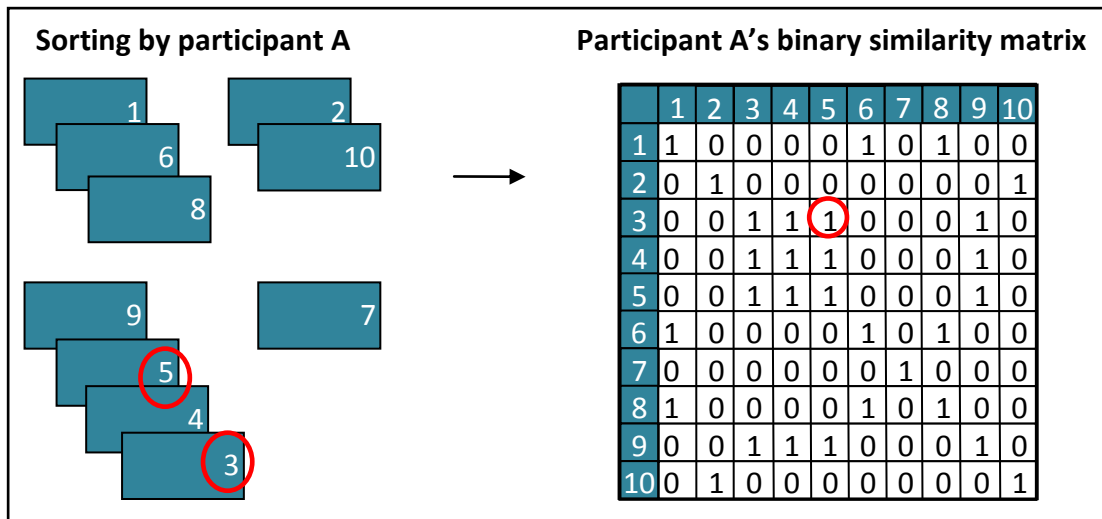 Sorting by participant A
1
6
8
2
10
9
5
4
3
7
Participant A's binary similarity matrix
1 2 3 4 5 6 7 8 9 10
1 1 0 0 0 0 1 0 1 0 0
2 0 1 0 0 0 0 0 0 0 1
3 0 0 1 1 1 0 0 0 1 0
4 0 0 1 1 1 0 0 0 1 0
5 0 0 1 1 1 0 0 0 1 0
6 1 0 0 0 0 1 0 1 0 0
7 0 0 0 0 0 0 1 0 0 0
8 1 0 0 0 0 1 0 1 0 0
9 0 0 1 1 1 0 0 0 1 0
10 0 1 0 0 0 0 0 0 0 1